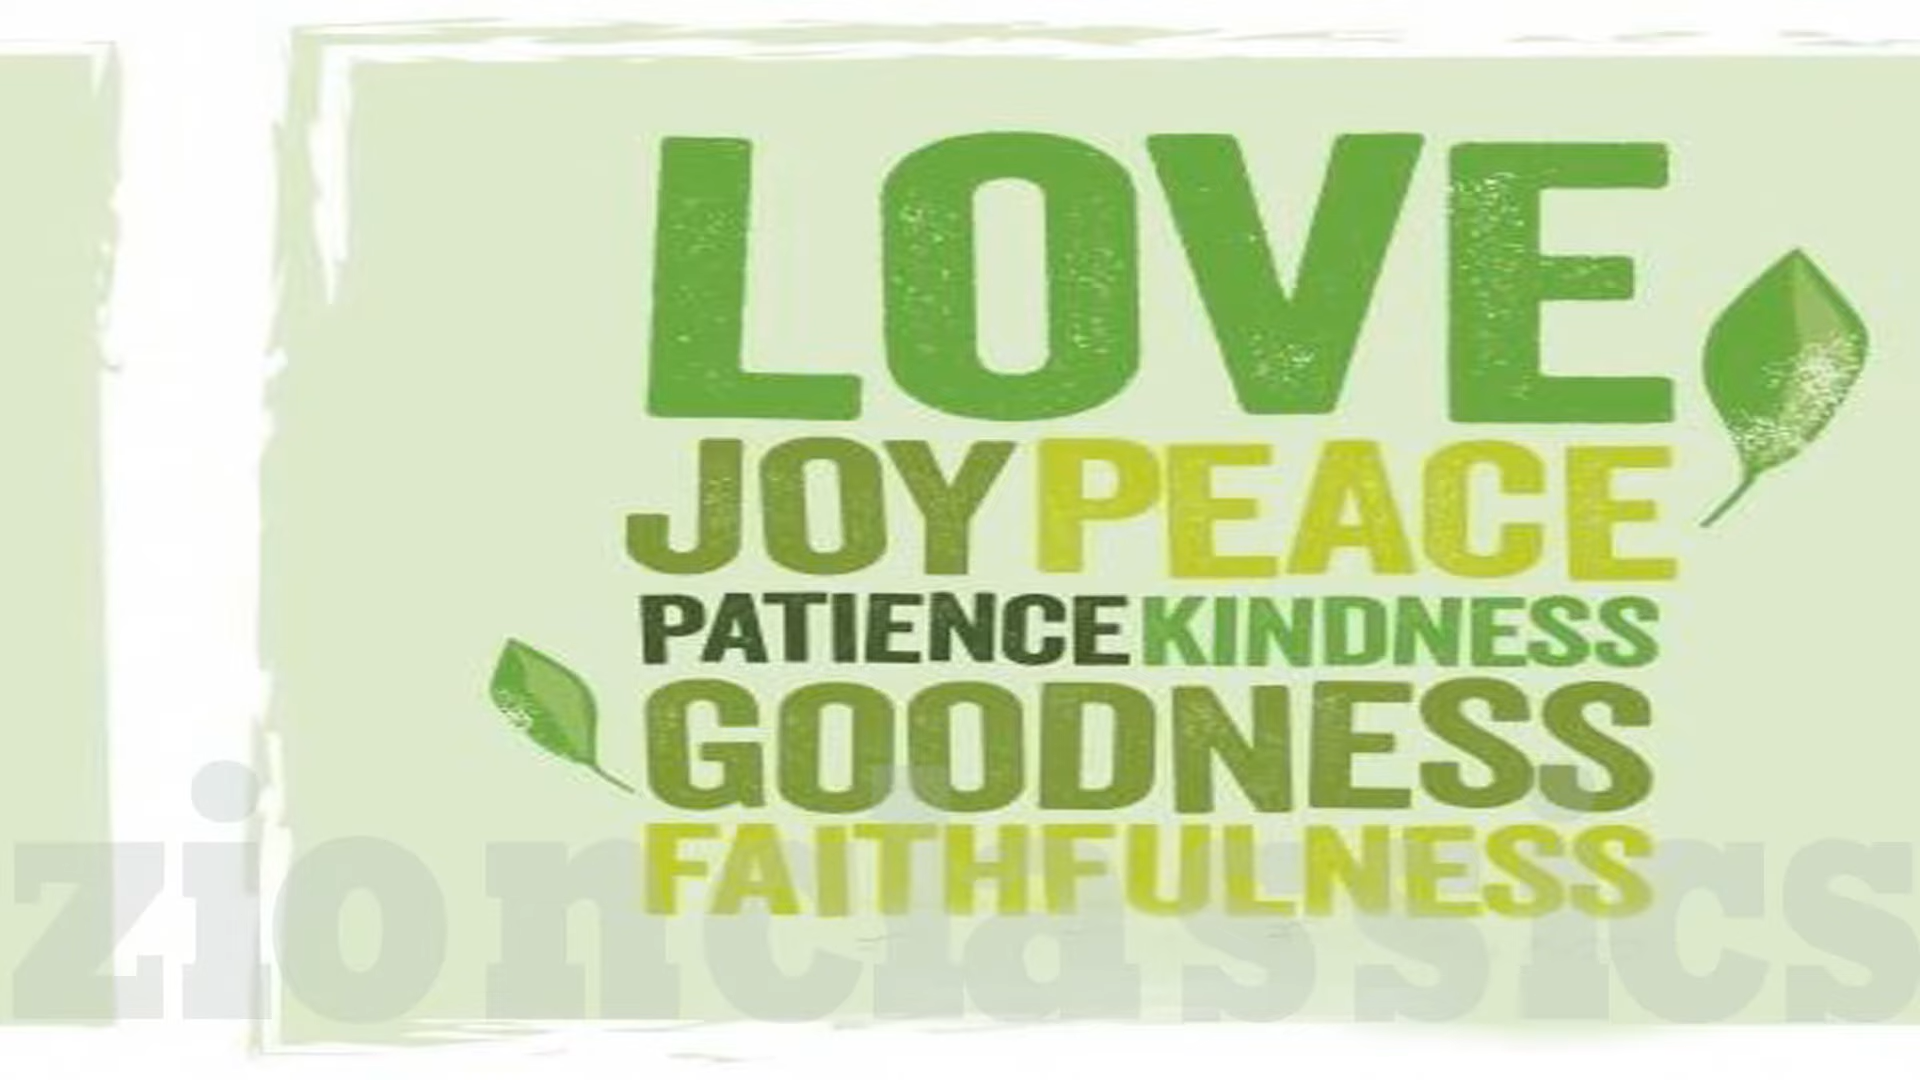 LOVE
JOY PEACE
PATIENCE KINDNESS
GOODNESS
FAITHFULNESS
zionclassics